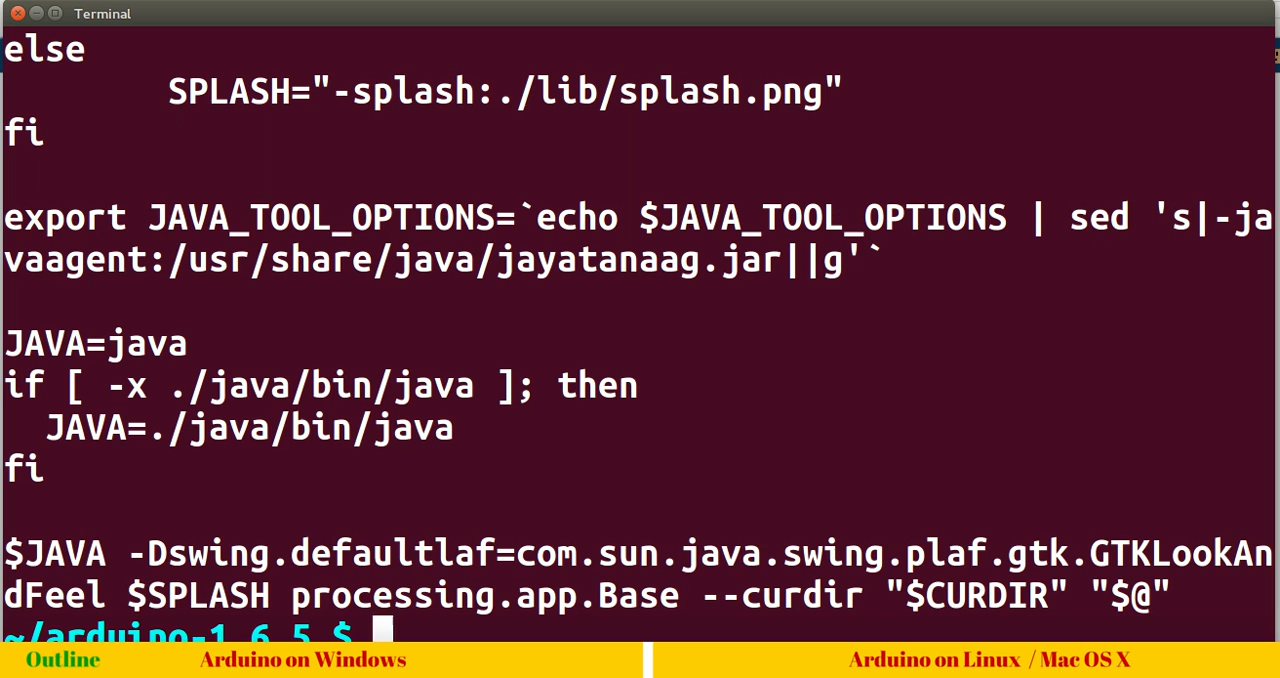 Terminal
else
SPLASH="-splash:./lib/splash.png"
fi
export JAVA_TOOL_OPTIONS=`echo $JAVA_TOOL_OPTIONS | sed 's|-ja
vaagent:/usr/share/java/jayatanaag.jar||g'`
JAVA=java
if [ -x ./java/bin/java ]; then
JAVA=./java/bin/java
fi
$JAVA -Dswing.defaultlaf=com.sun.java.swing.plaf.gtk.GTKLookAn
dFeel $SPLASH processing.app.Base --curdir "$CURDIR" "$@"
~/arduino-1.6.5 $
Outline Arduino on Windows Arduino on Linux / Mac OS X